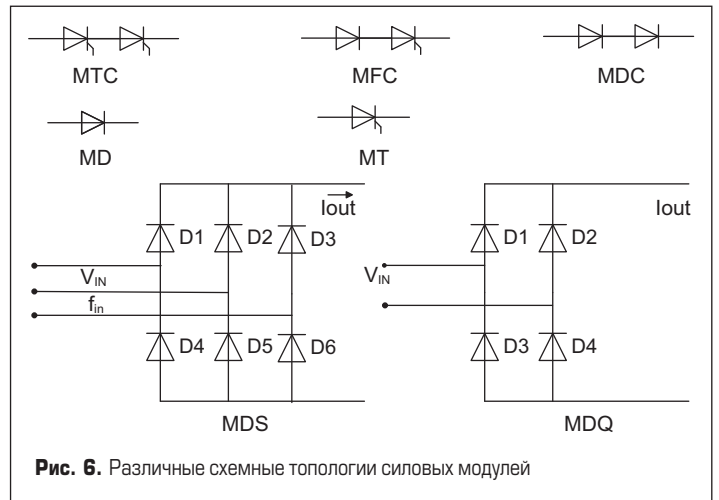 MTC
MFC
MDC
MD
MT
Iout
D1
D2
D3
VIN
fin
D4
D5
D6
MDS
Iout
D1
D2
VIN
D3
D4
MDQ
Рис. 6. Различные схемные топологии силовых модулей